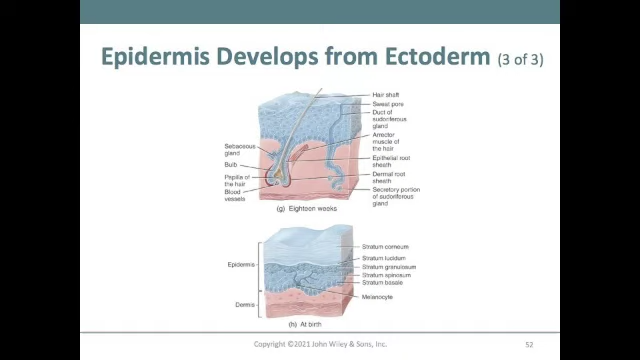 Epidermis Develops from Ectoderm (3 of 3)
Hair shaft
Sweat pore
Duct of
sudoriferous
gland
Arrector
muscle of
the hair
Epithelial root
sheath
Dermal root
sheath
Secretory portion
of sudoriferous
gland
Sebaceous
gland
Bulb
Papilla of
the hair
Blood
vessels
(g) Eighteen weeks
Epidermis
Dermis
Stratum corneum
Stratum lucidum
Stratum granulosum
Stratum spinosum
Stratum basale
Melanocyte
(h) At birth
Copyright ©2021 John Wiley & Sons, Inc.
52